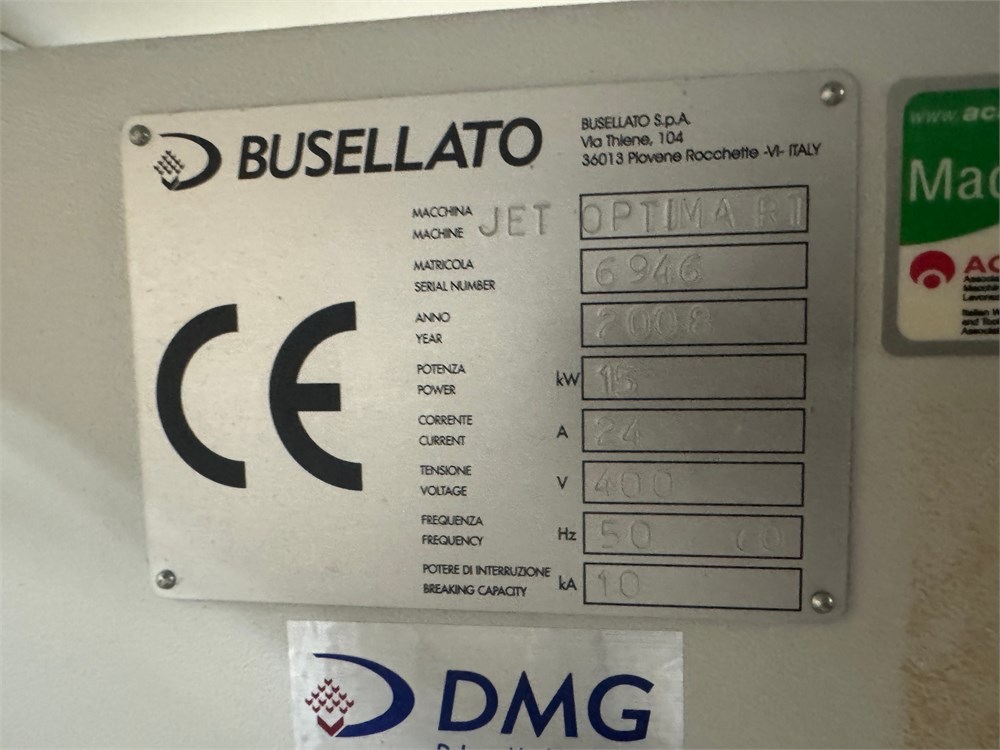 BUSELLATO
BUSELLATO S.p.A.
Via Thiene, 104
36013 Piovene Rocchette -VI- ITALY
MACCHINA
MACHINE
JET OPTIMA RT
MATRICOLA
SERIAL NUMBER
6946
ANNO
YEAR
2008
POTENZA
POWER
kW 15
CORRENTE
CURRENT
A 24
TENSIONE
VOLTAGE
V 400
FREQUENZA
FREQUENCY
Hz 50
POTERE DI INTERRUZIONE
BREAKING CAPACITY
kA 10
CE
DMG
www.
Mac
AC